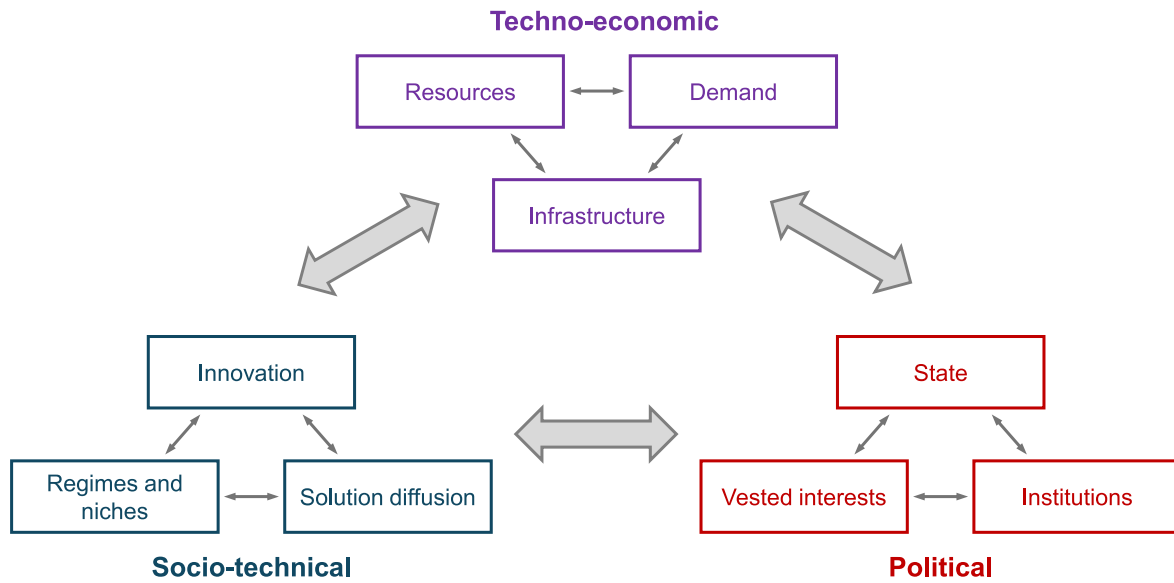 Techno-economic
Resources
Demand
Infrastructure
Innovation
Regimes and
niches
Solution diffusion
Socio-technical
State
Vested interests
Institutions
Political